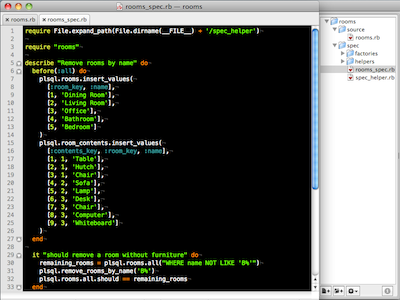 rooms_spec.rb — rooms
rooms.rb
rooms_spec.rb
1 require File.expand_path(File.dirname(__FILE__) + '/spec_helper')
2
3 require "rooms"
4
5 describe "Remove rooms by name" do
6 before(:all) do
7 plsql.rooms.insert_values(
8 [:room_key, :name],
9 [1, 'Dining Room'],
10 [2, 'Living Room'],
11 [3, 'Office'],
12 [4, 'Bathroom'],
13 [5, 'Bedroom']
14 )
15 plsql.room_contents.insert_values(
16 [:contents_key, :room_key, :name],
17 [1, 1, 'Table'],
18 [2, 1, 'Hutch'],
19 [3, 1, 'Chair'],
20 [4, 2, 'Sofa'],
21 [5, 2, 'Lamp'],
22 [6, 3, 'Desk'],
23 [7, 3, 'Chair'],
24 [8, 3, 'Computer'],
25 [9, 3, 'Whiteboard']
26 )
27 end
28
29 it "should remove a room without furniture" do
30 remaining_rooms = plsql.rooms.all("WHERE name NOT LIKE 'B%'")
31 plsql.remove_rooms_by_name('B%')
32 plsql.rooms.all.should == remaining_rooms
33 end
rooms
source
rooms.rb
spec
factories
helpers
rooms_spec.rb
spec_helper.rb